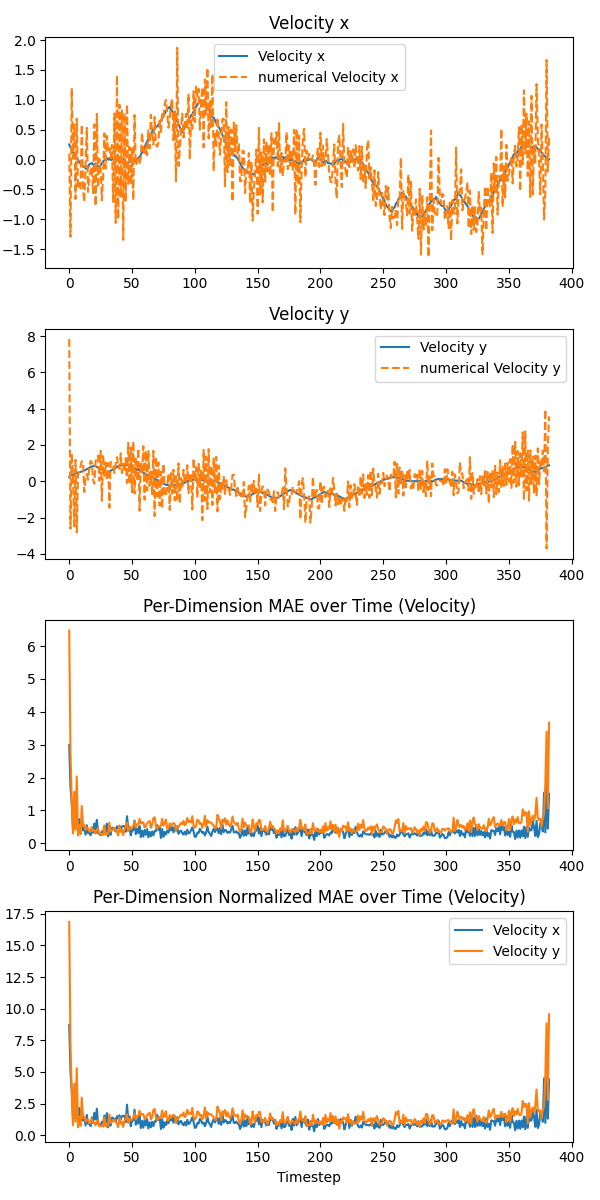 Velocity x
2.0
1.5
1.0
0.5
0.0
−0.5
−1.0
−1.5
Velocity x
numerical Velocity x
0 50 100 150 200 250 300 350 400
Velocity y
8
6
4
2
0
−2
−4
Velocity y
numerical Velocity y
0 50 100 150 200 250 300 350 400
Per-Dimension MAE over Time (Velocity)
6
5
4
3
2
1
0
0 50 100 150 200 250 300 350 400
Per-Dimension Normalized MAE over Time (Velocity)
17.5
15.0
12.5
10.0
7.5
5.0
2.5
0.0
Velocity x
Velocity y
0 50 100 150 200 250 300 350 400
Timestep